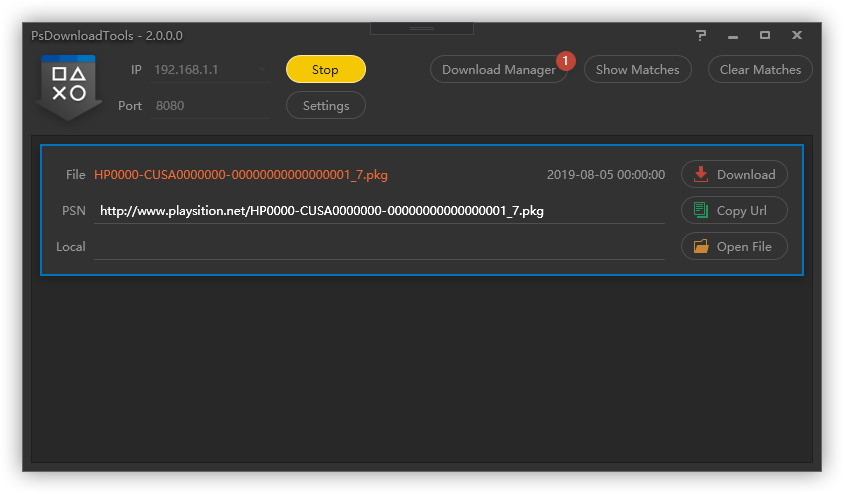 PsDownloadTools - 2.0.0.0
IP 192.168.1.1 Stop Download Manager 1 Show Matches Clear Matches
Port 8080 Settings
File HP0000-CUSA0000000-00000000000000001_7.pkg 2019-08-05 00:00:00 Download
PSN http://www.playsition.net/HP0000-CUSA0000000-00000000000000001_7.pkg Copy Url
Local Open File